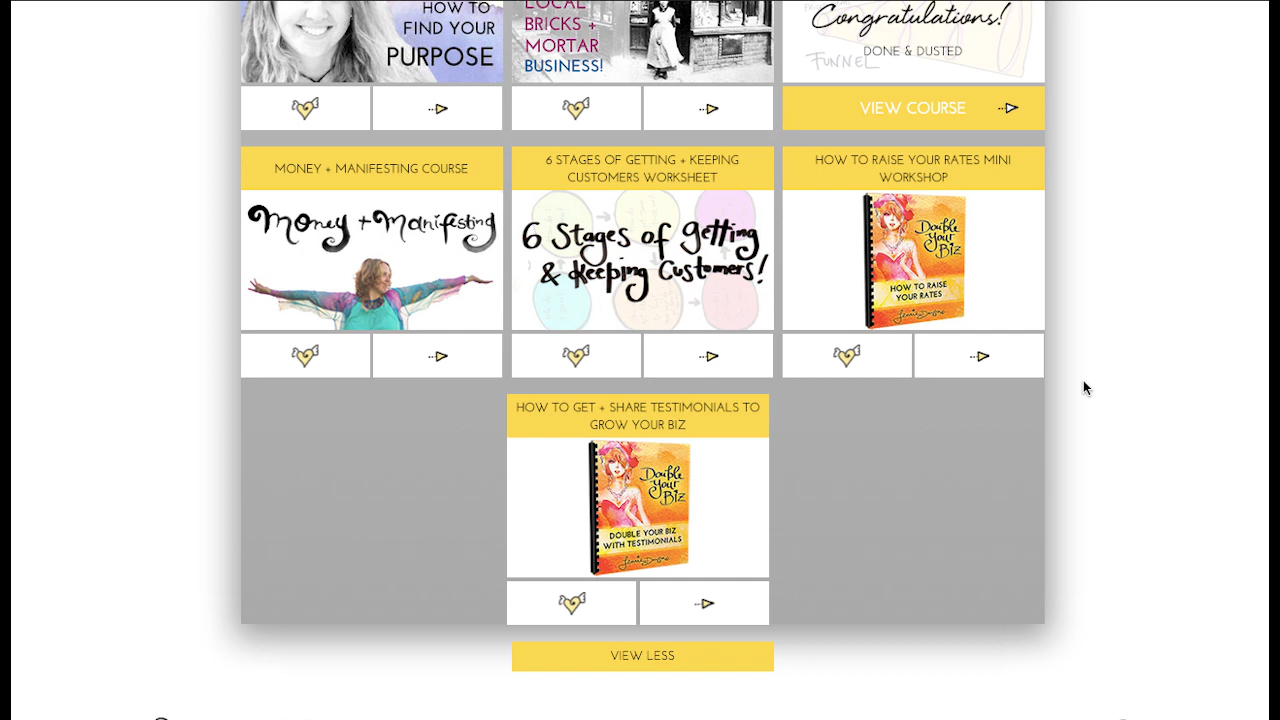 HOW TO
FIND YOUR
PURPOSE
LOCAL
BRICKS +
MORTAR
BUSINESS!
Congratulations!
DONE & DUSTED
FUNNEL
VIEW COURSE
MONEY + MANIFESTING COURSE
6 STAGES OF GETTING + KEEPING
CUSTOMERS WORKSHEET
HOW TO RAISE YOUR RATES MINI
WORKSHOP
Money + Manifesting
6 Stages of Getting
& Keeping Customers!
Double
Your
Biz
HOW TO RAISE
YOUR RATES
HOW TO GET + SHARE TESTIMONIALS TO
GROW YOUR BIZ
Double
Your
Biz
DOUBLE YOUR BIZ
WITH TESTIMONIALS
VIEW LESS